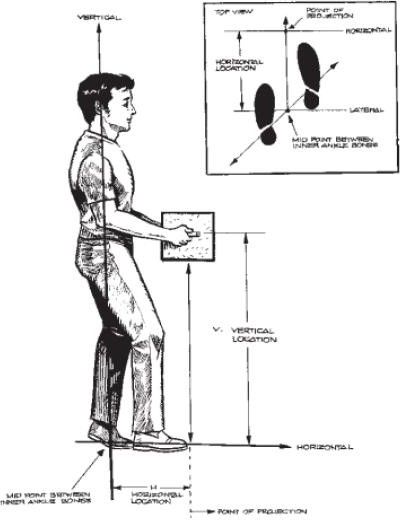 VERTICAL
TOP VIEW
POINT OF
PROJECTION
HORIZONTAL
HORIZONTAL
LOCATION
LATERAL
MID POINT BETWEEN
INNER ANKLE BONES
V. VERTICAL
LOCATION
HORIZONTAL
H
HORIZONTAL
LOCATION
MID POINT BETWEEN
INNER ANKLE BONES
POINT OF PROJECTION